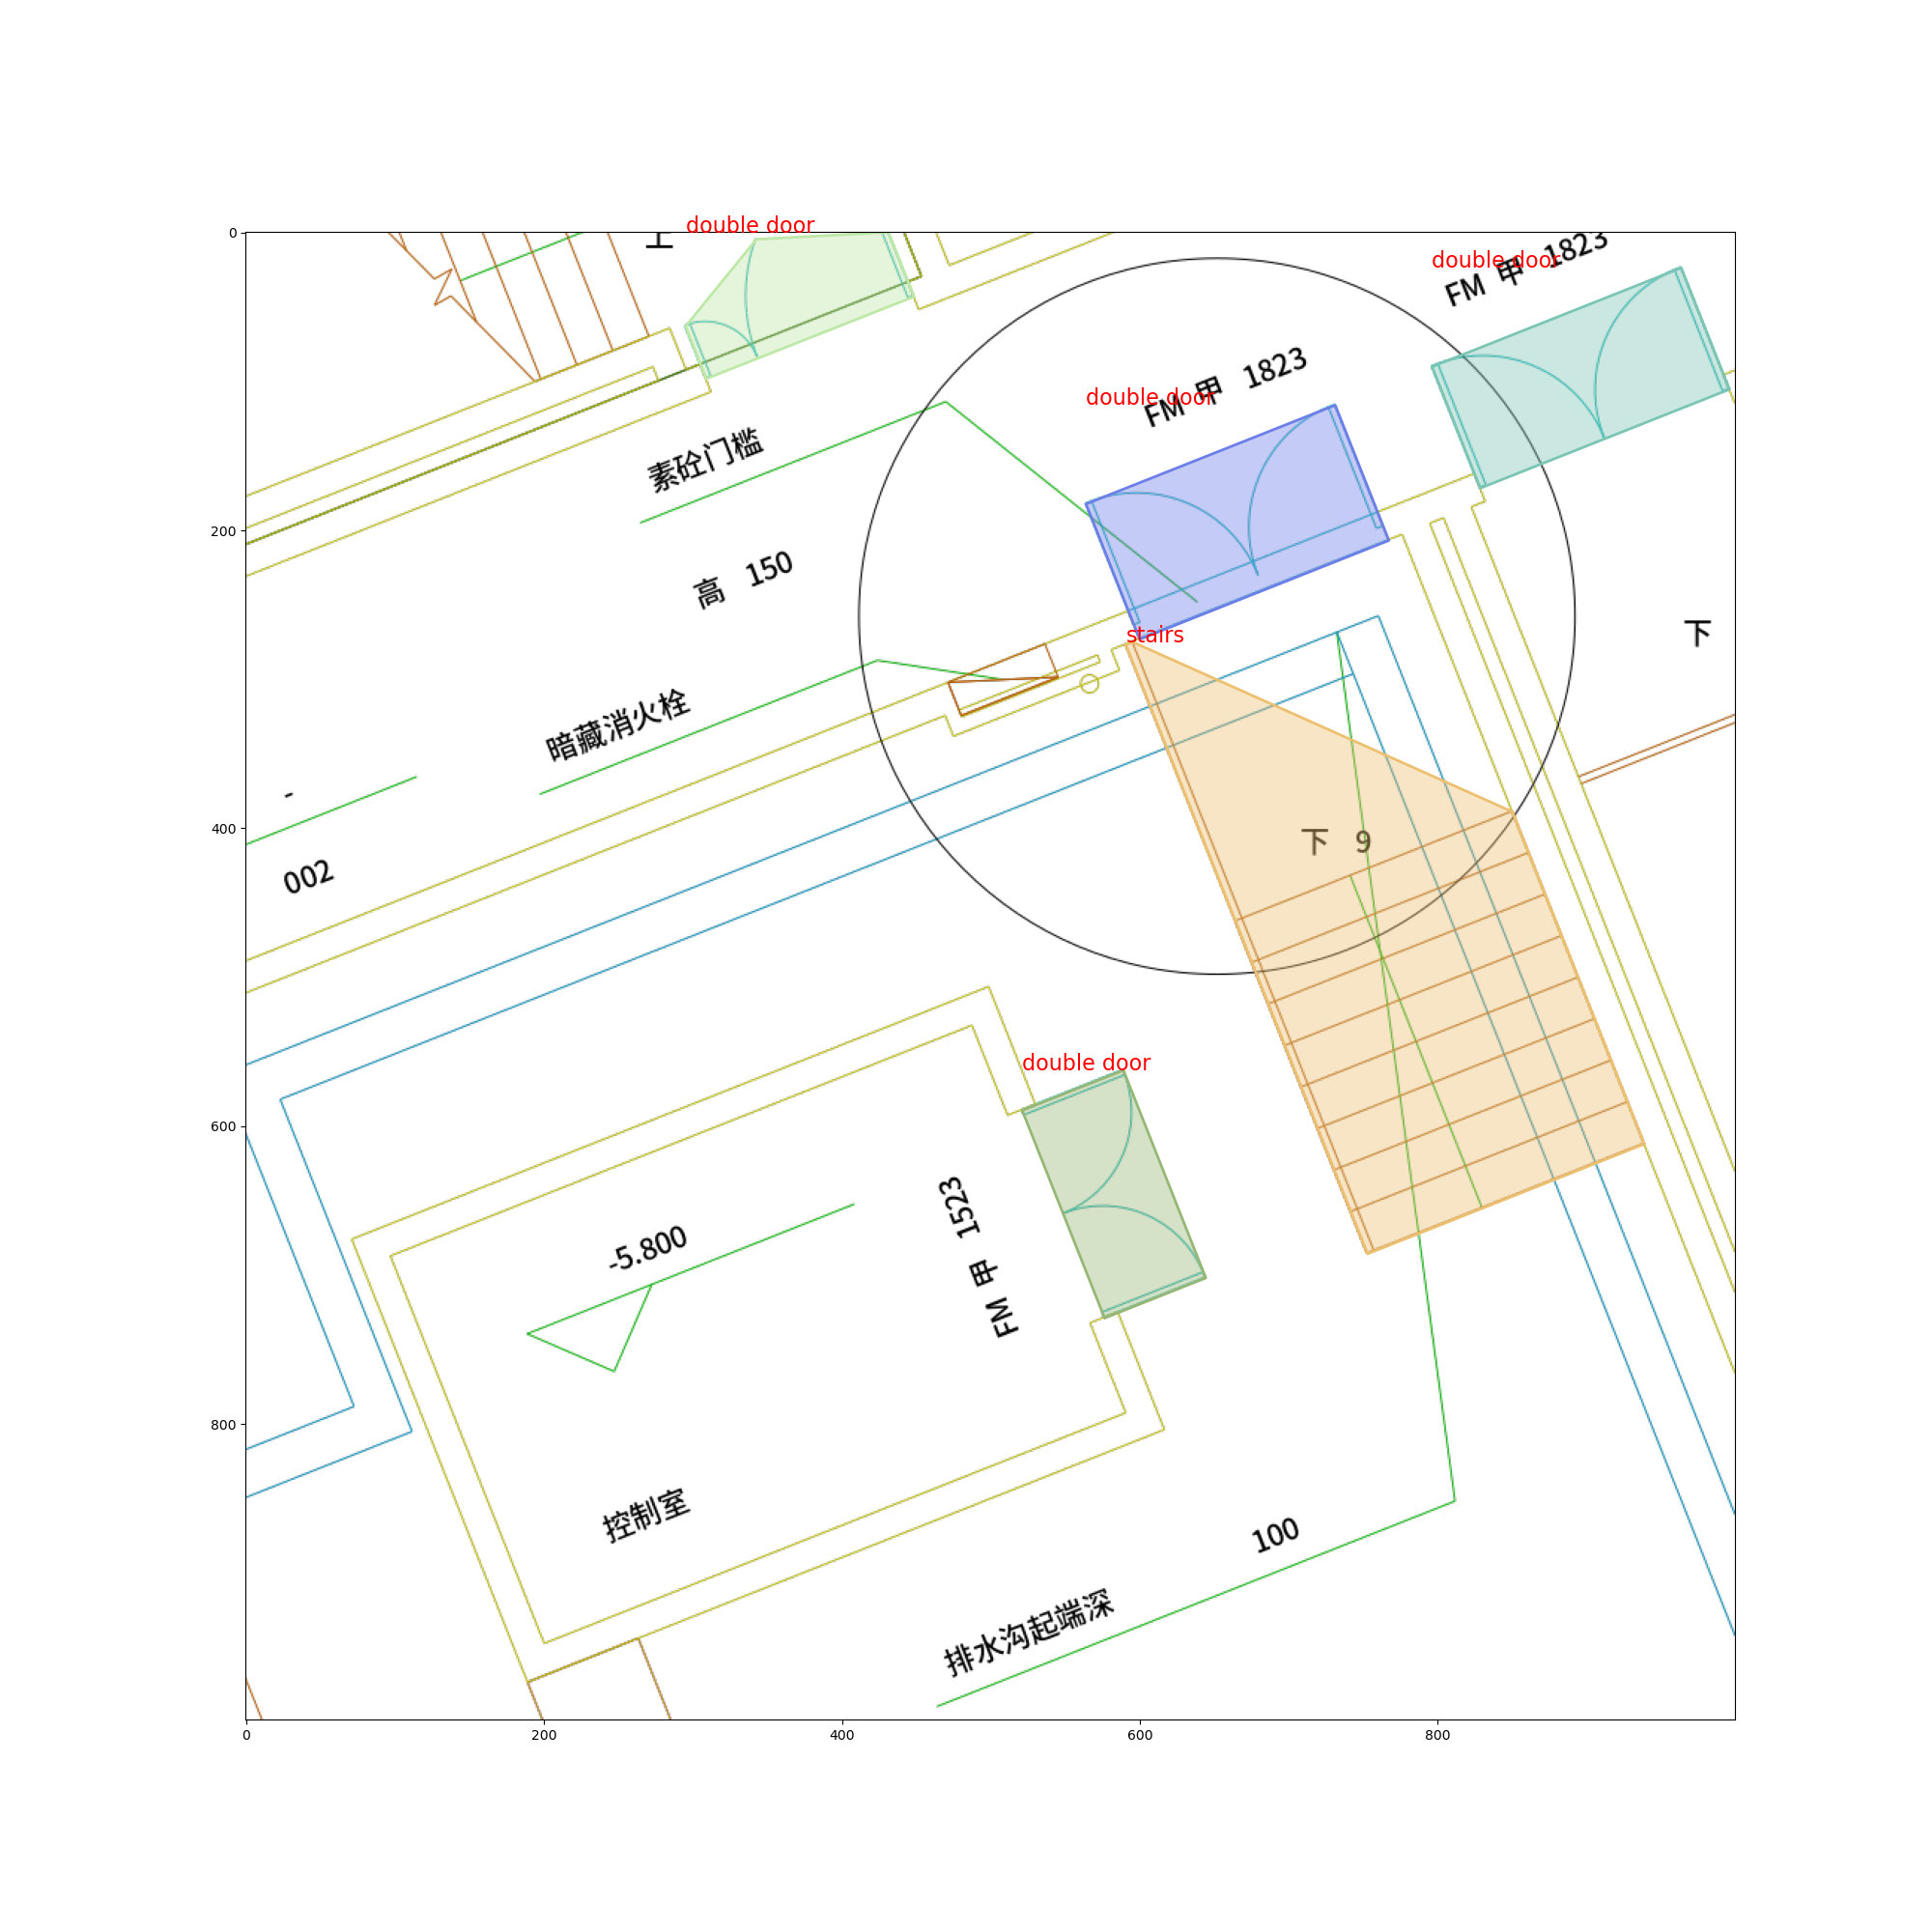 double door
上
double door
FM 甲 1823
double door
FM 甲 1823
素砼门槛
高 150
stairs
下
暗藏消火栓
-
002
下 9
double door
FM 甲 1523
-5.800
控制室
100
排水沟起端深
0
200
400
600
800
0
200
400
600
800